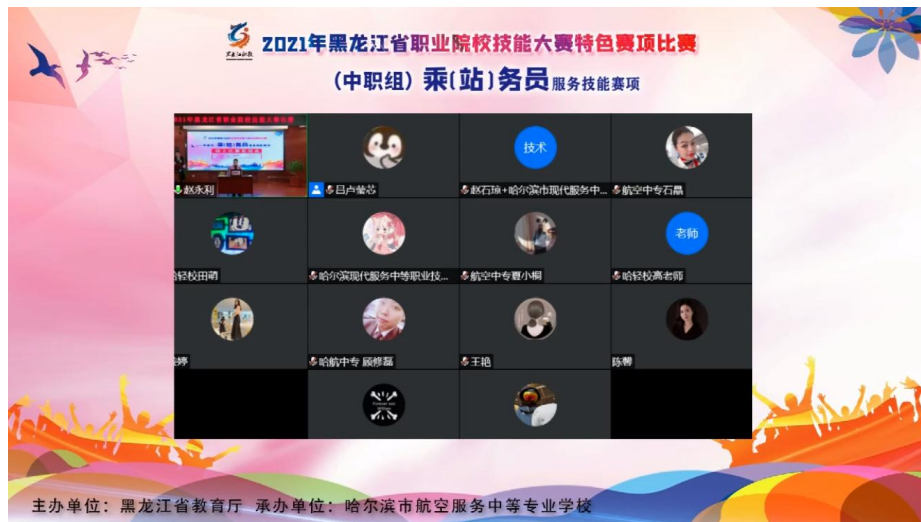 2021年黑龙江省职业院校技能大赛特色赛项比赛
(中职组) 乘(站)务员服务技能赛项
赵永利
吕卢莹芯
技术
赵石琼+哈尔滨市现代服务中...
航空中专石晶
哈轻校田萌
哈尔滨现代服务中等职业技...
航空中专夏小桐
老师
哈轻校高老师
婷
哈航中专 顾修磊
王艳
陈馨
主办单位：黑龙江省教育厅 承办单位：哈尔滨市航空服务中等专业学校